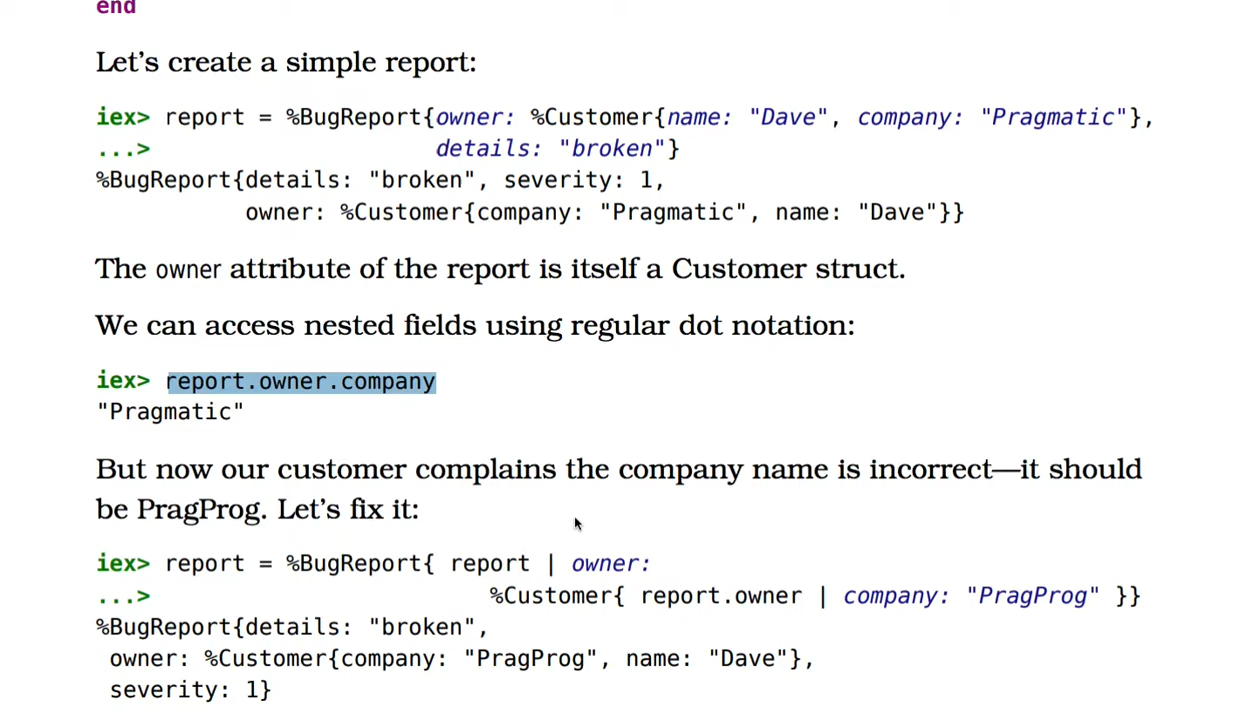 end
Let's create a simple report:
iex> report = %BugReport{owner: %Customer{name: "Dave", company: "Pragmatic"},
...> details: "broken"}
%BugReport{details: "broken", severity: 1,
owner: %Customer{company: "Pragmatic", name: "Dave"}}
The owner attribute of the report is itself a Customer struct.
We can access nested fields using regular dot notation:
iex> report.owner.company
"Pragmatic"
But now our customer complains the company name is incorrect—it should
be PragProg. Let's fix it:
iex> report = %BugReport{ report | owner:
...> %Customer{ report.owner | company: "PragProg" }}
%BugReport{details: "broken",
owner: %Customer{company: "PragProg", name: "Dave"},
severity: 1}